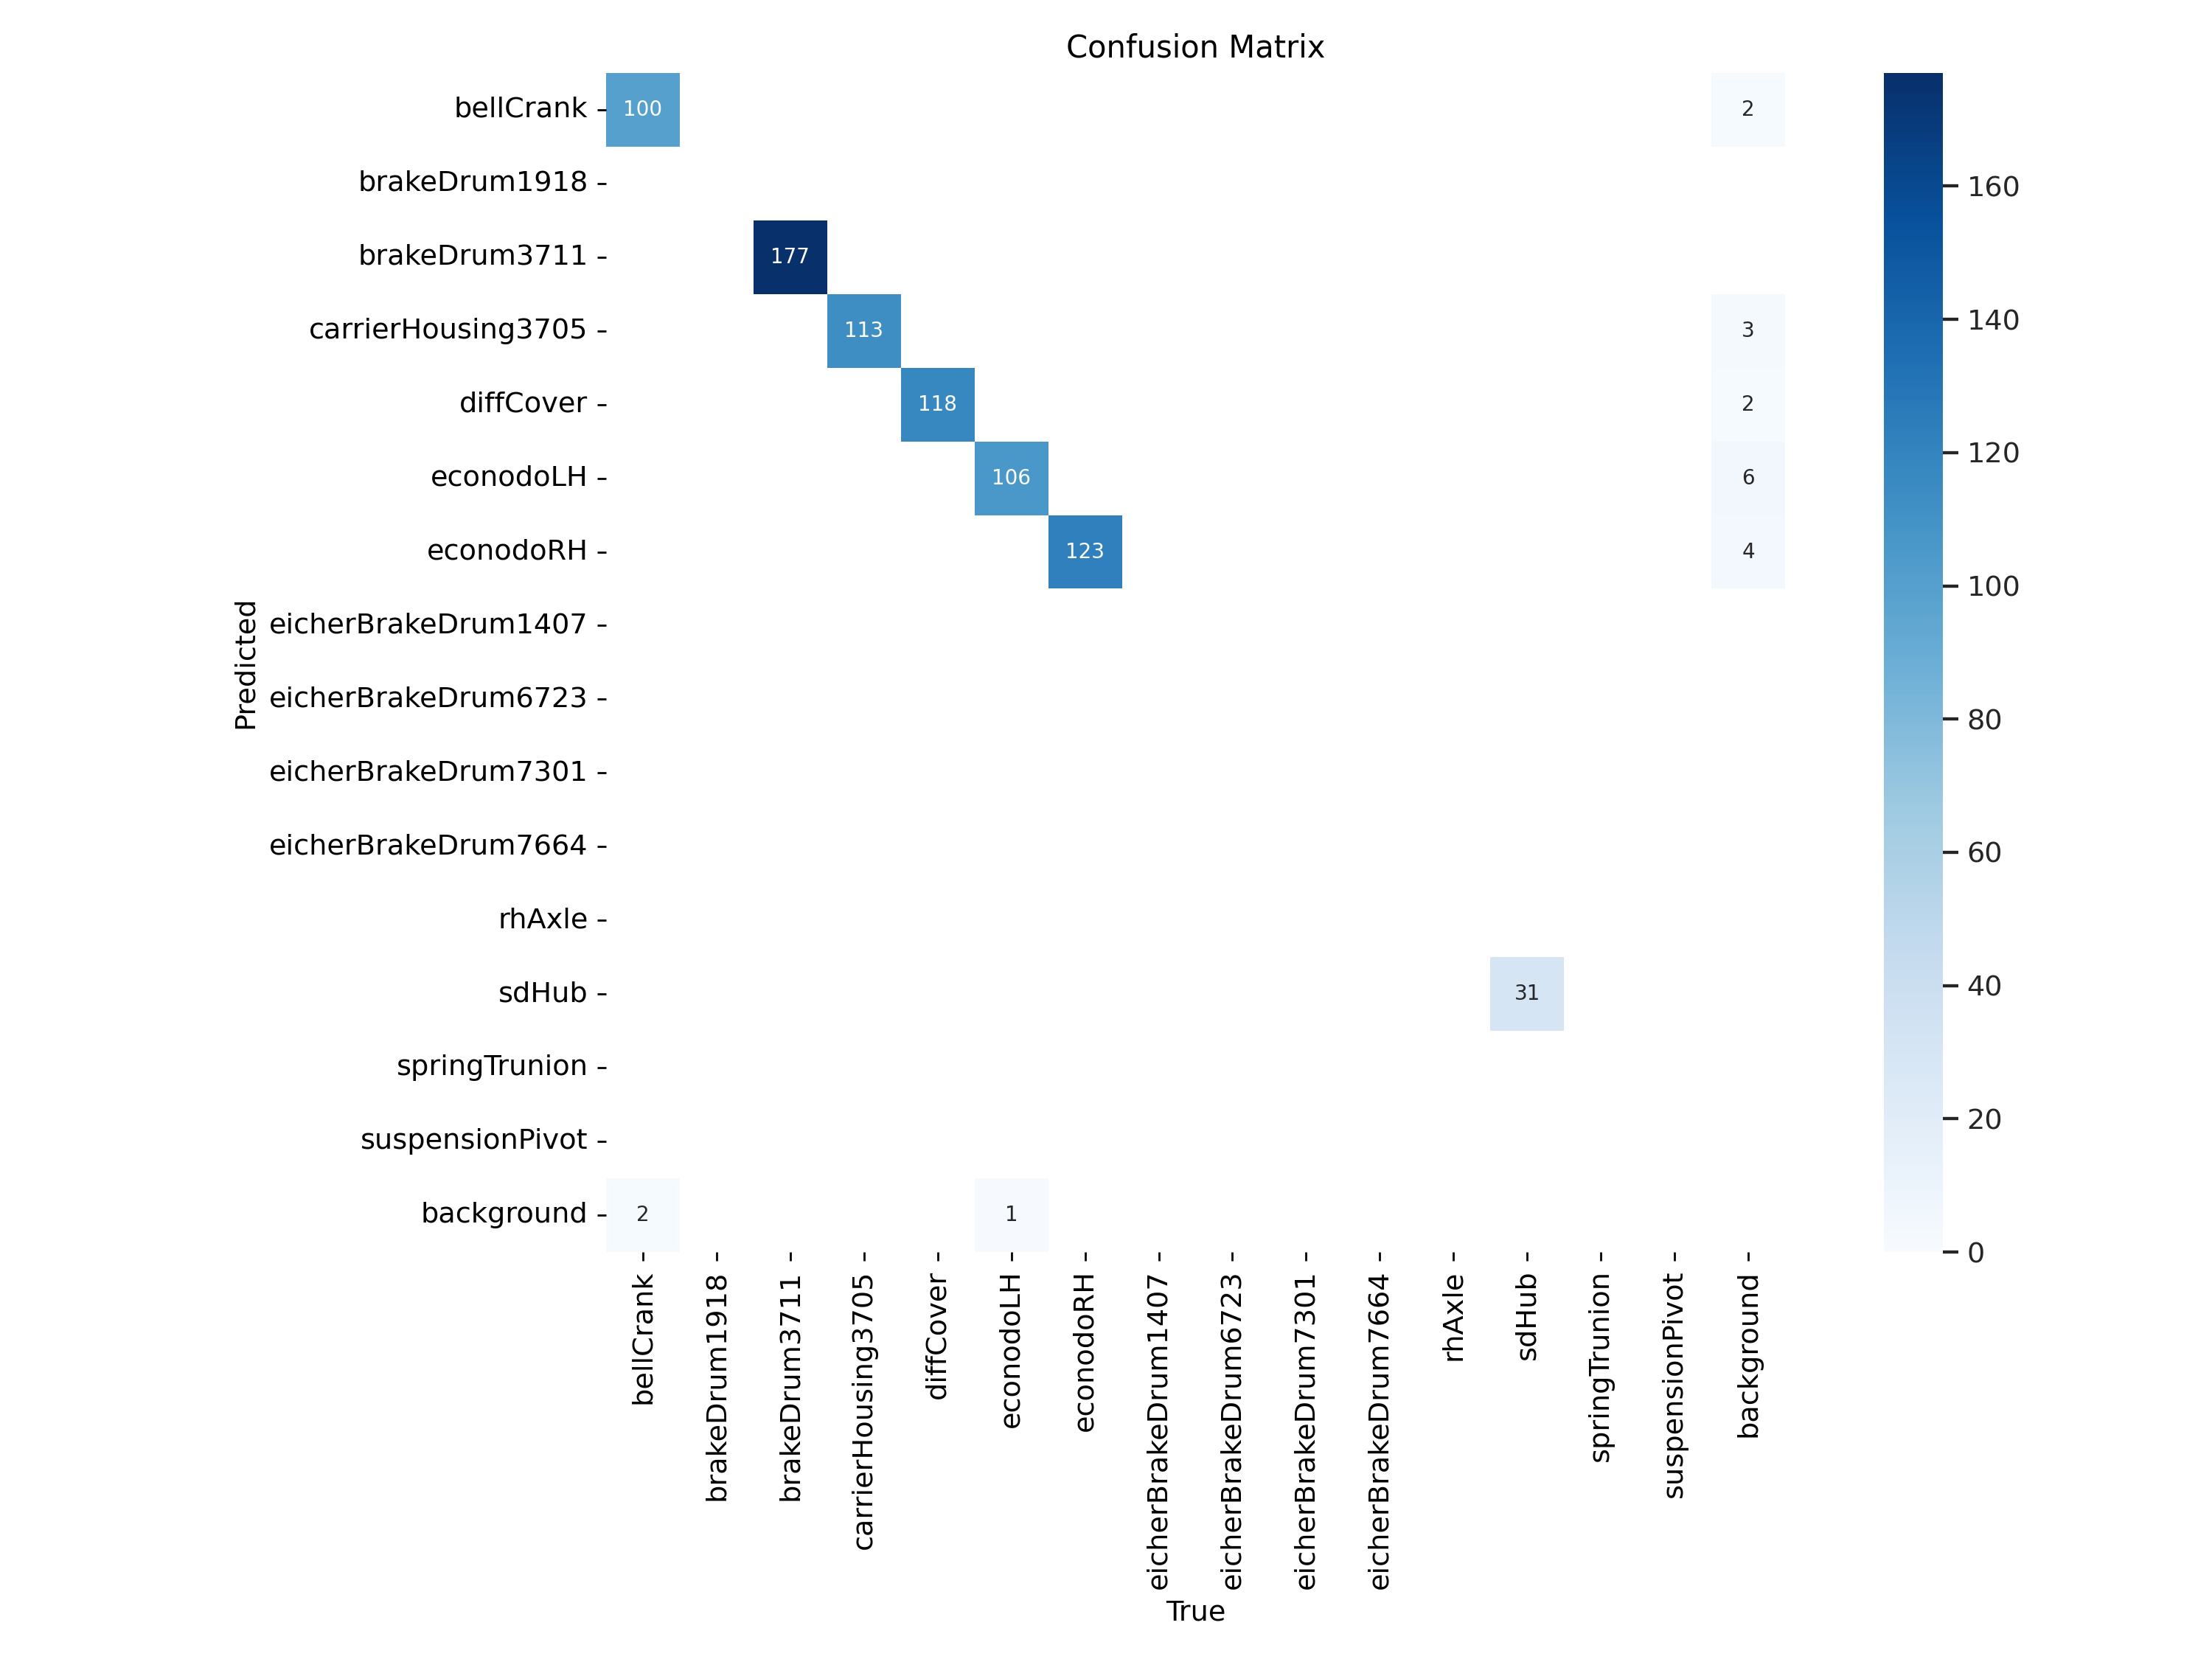 Confusion Matrix
bellCrank
100
2
160
brakeDrum1918
brakeDrum3711
177
140
carrierHousing3705
113
3
diffCover
118
2
120
econodoLH
106
6
econodoRH
123
4
100
Predicted
eicherBrakeDrum1407
eicherBrakeDrum6723
80
eicherBrakeDrum7301
eicherBrakeDrum7664
60
rhAxle
sdHub
31
40
springTrunion
20
suspensionPivot
background
2
1
0
bellCrank
brakeDrum1918
brakeDrum3711
carrierHousing3705
diffCover
econodoLH
econodoRH
eicherBrakeDrum1407
eicherBrakeDrum6723
eicherBrakeDrum7301
eicherBrakeDrum7664
rhAxle
sdHub
springTrunion
suspensionPivot
background
True